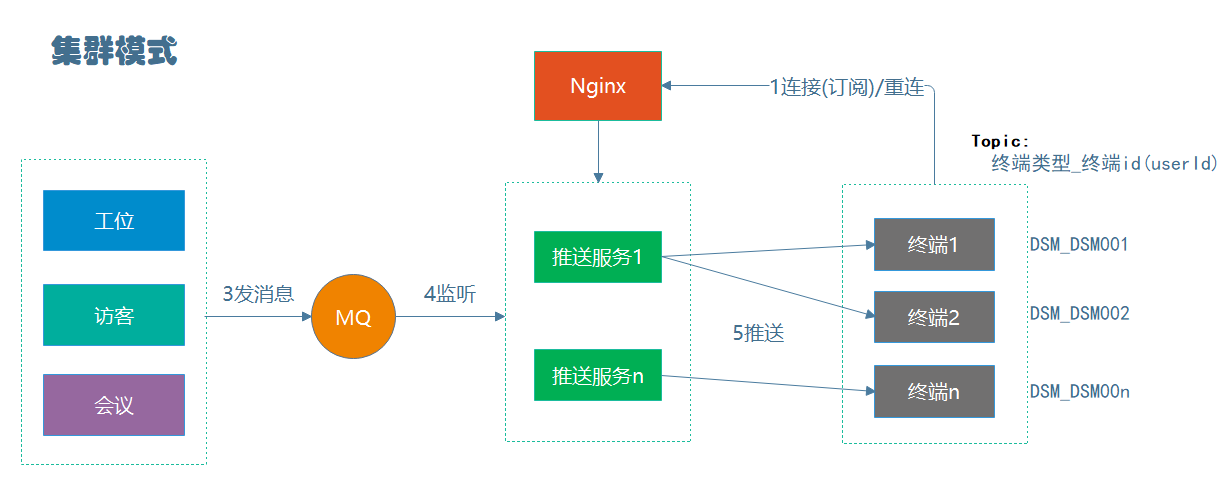 集群模式
Nginx
1连接(订阅)/重连
Topic:
终端类型_终端id(userId)
工位
访客
会议
3发消息
MQ
4监听
推送服务1
推送服务n
5推送
终端1
DSM_DSM001
终端2
DSM_DSM002
终端n
DSM_DSM00n